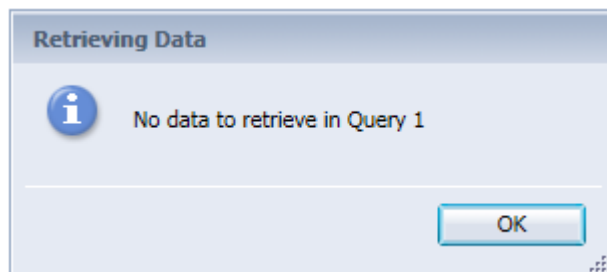 Retrieving Data
No data to retrieve in Query 1
OK